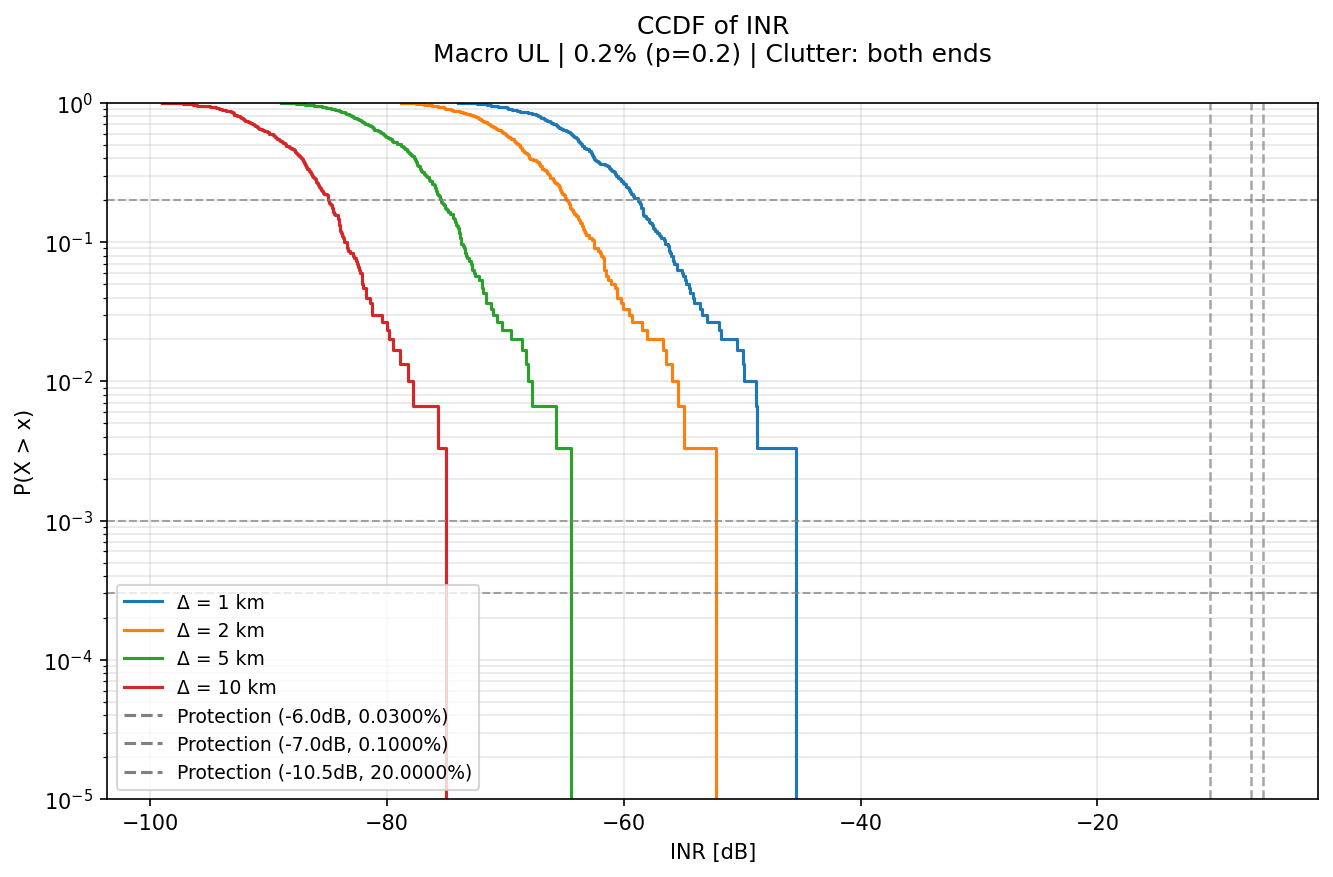 CCDF of INR
Macro UL | 0.2% (p=0.2) | Clutter: both ends
P(X > x)
10⁰
10⁻¹
10⁻²
10⁻³
10⁻⁴
10⁻⁵
Δ = 1 km
Δ = 2 km
Δ = 5 km
Δ = 10 km
Protection (-6.0dB, 0.0300%)
Protection (-7.0dB, 0.1000%)
Protection (-10.5dB, 20.0000%)
−100 −80 −60 −40 −20
INR [dB]